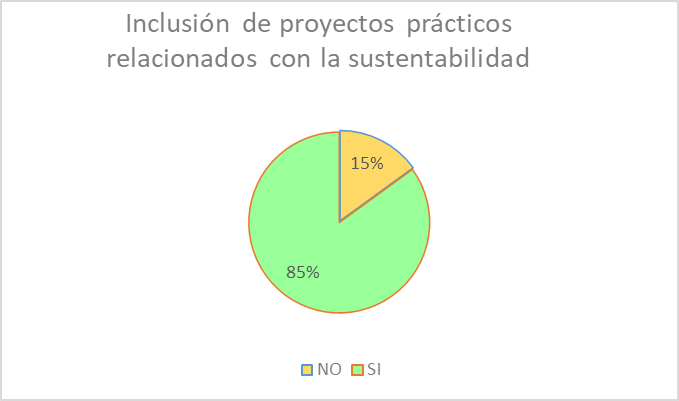 Inclusión de proyectos prácticos
relacionados con la sustentabilidad
15%
85%
NO SI